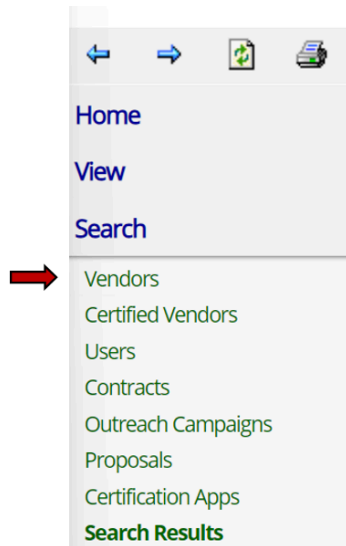 Home
View
Search
Vendors
Certified Vendors
Users
Contracts
Outreach Campaigns
Proposals
Certification Apps
Search Results